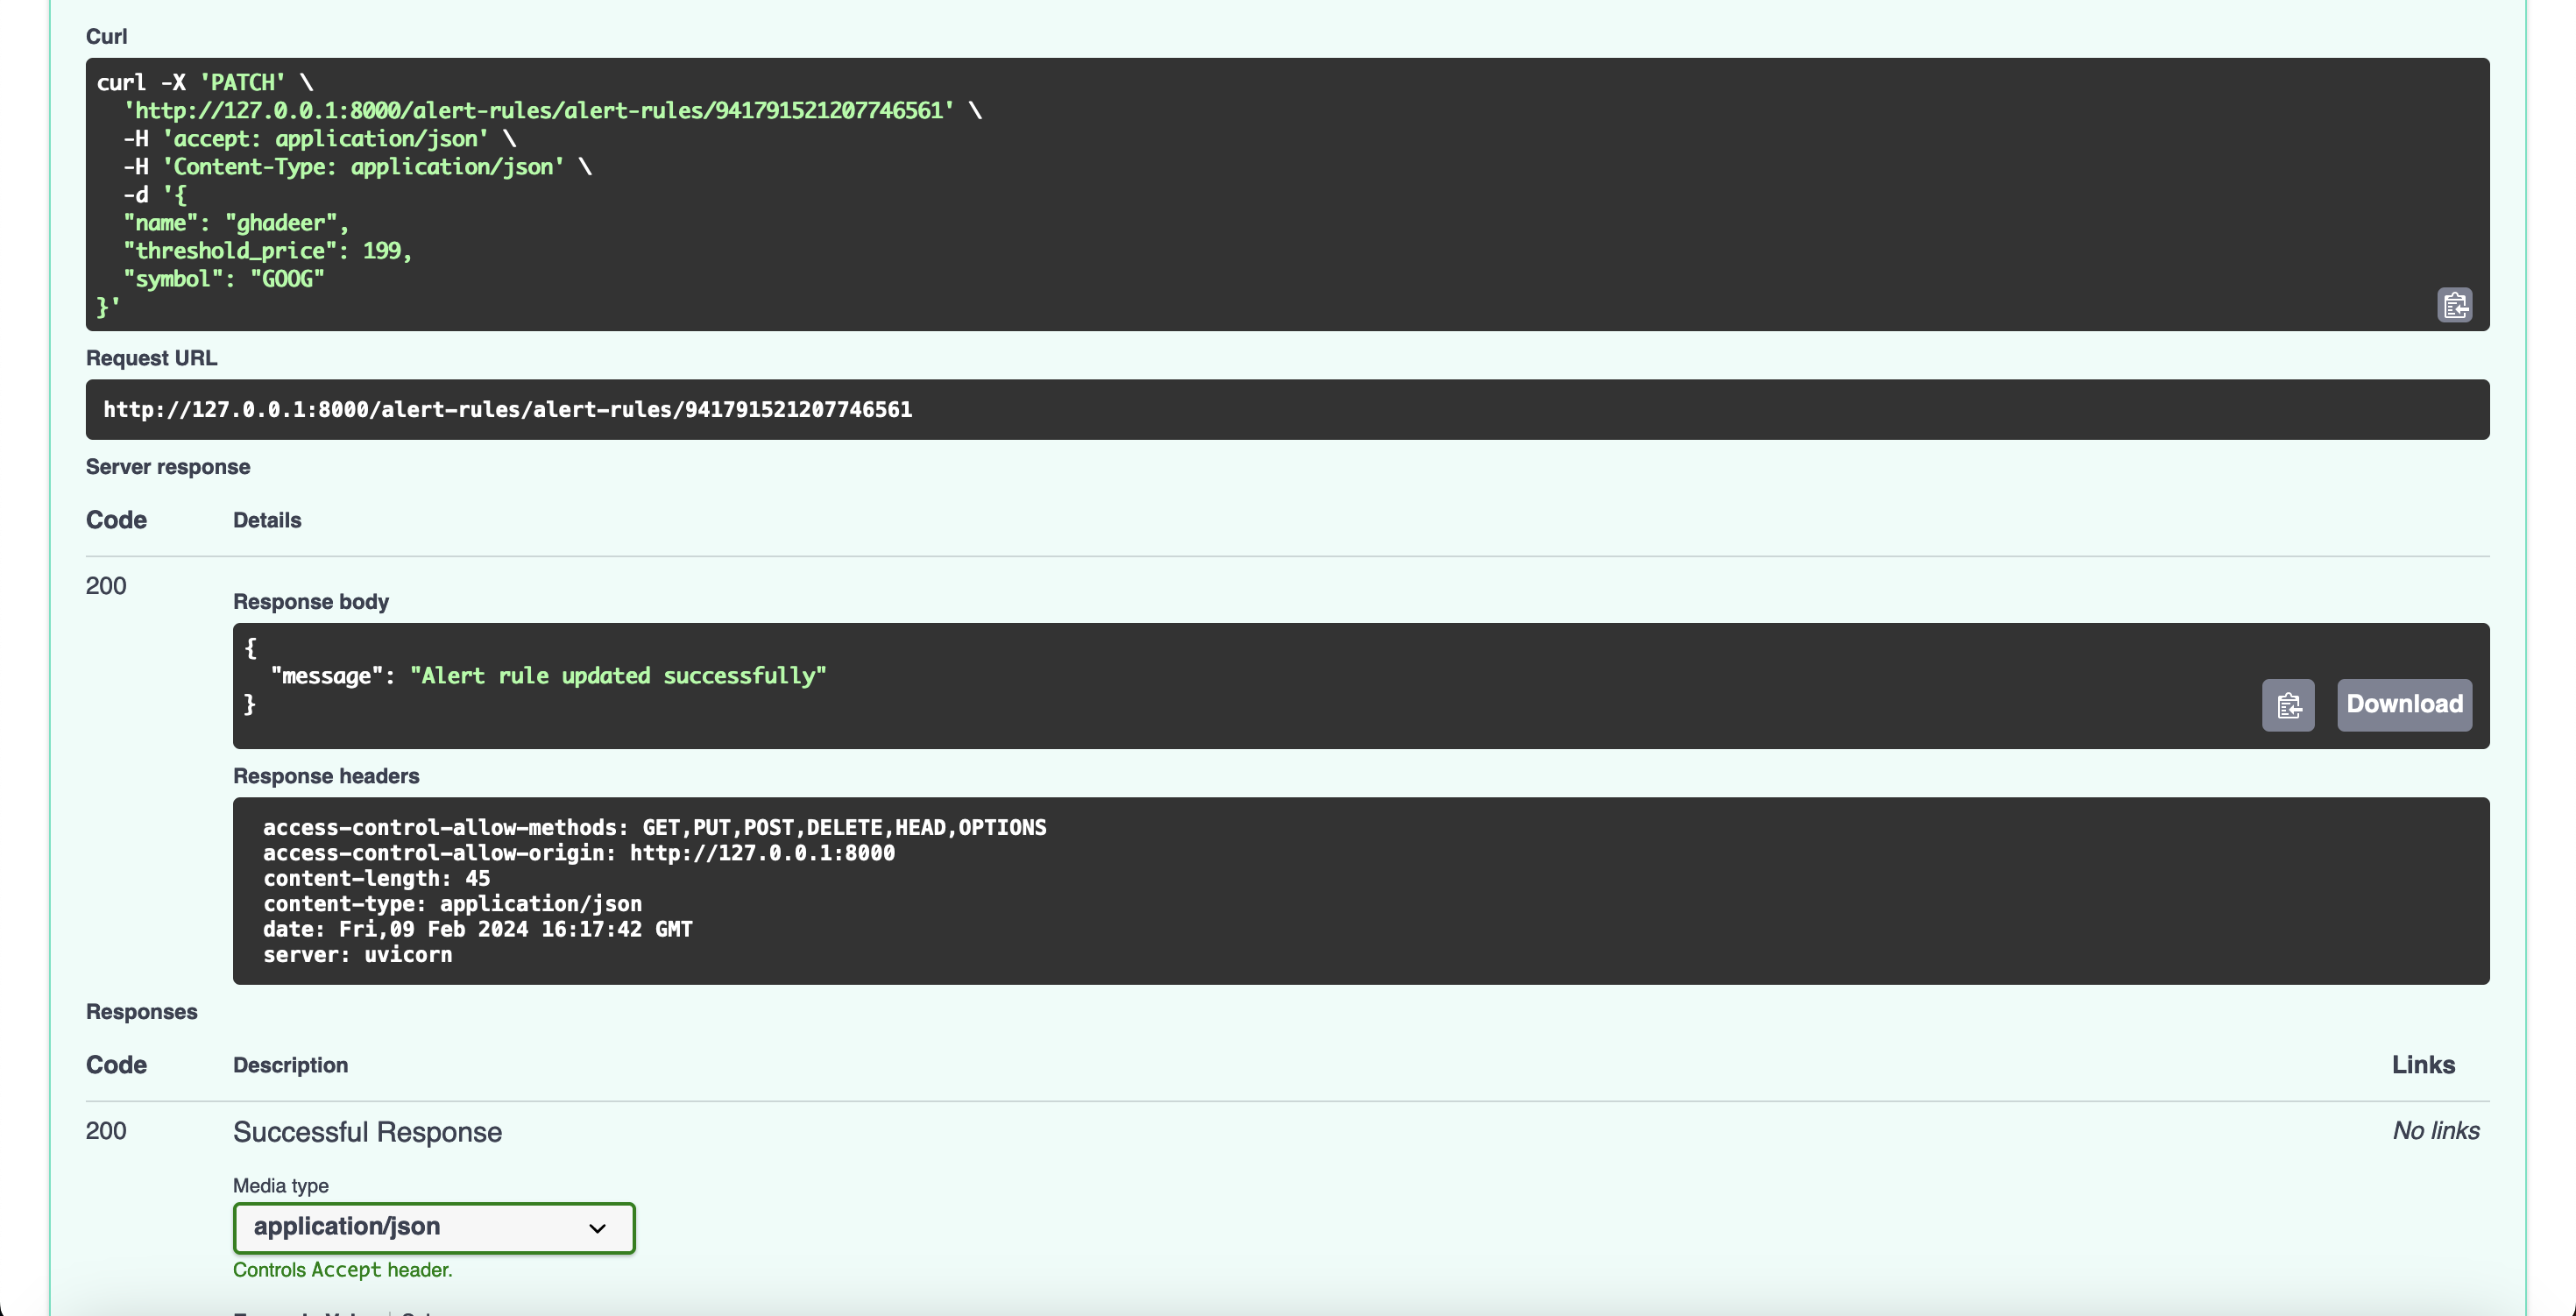 Curl
curl -X 'PATCH' \
  'http://127.0.0.1:8000/alert-rules/alert-rules/941791521207746561' \
  -H 'accept: application/json' \
  -H 'Content-Type: application/json' \
  -d '{
  "name": "ghadeer",
  "threshold_price": 199,
  "symbol": "GOOG"
}'
Request URL
http://127.0.0.1:8000/alert-rules/alert-rules/941791521207746561
Server response
Code Details
200
Response body
{
  "message": "Alert rule updated successfully"
}
Download
Response headers
access-control-allow-methods: GET,PUT,POST,DELETE,HEAD,OPTIONS
access-control-allow-origin: http://127.0.0.1:8000
content-length: 45
content-type: application/json
date: Fri,09 Feb 2024 16:17:42 GMT
server: uvicorn
Responses
Code Description Links
200 Successful Response No links
Media type
application/json
Controls Accept header.